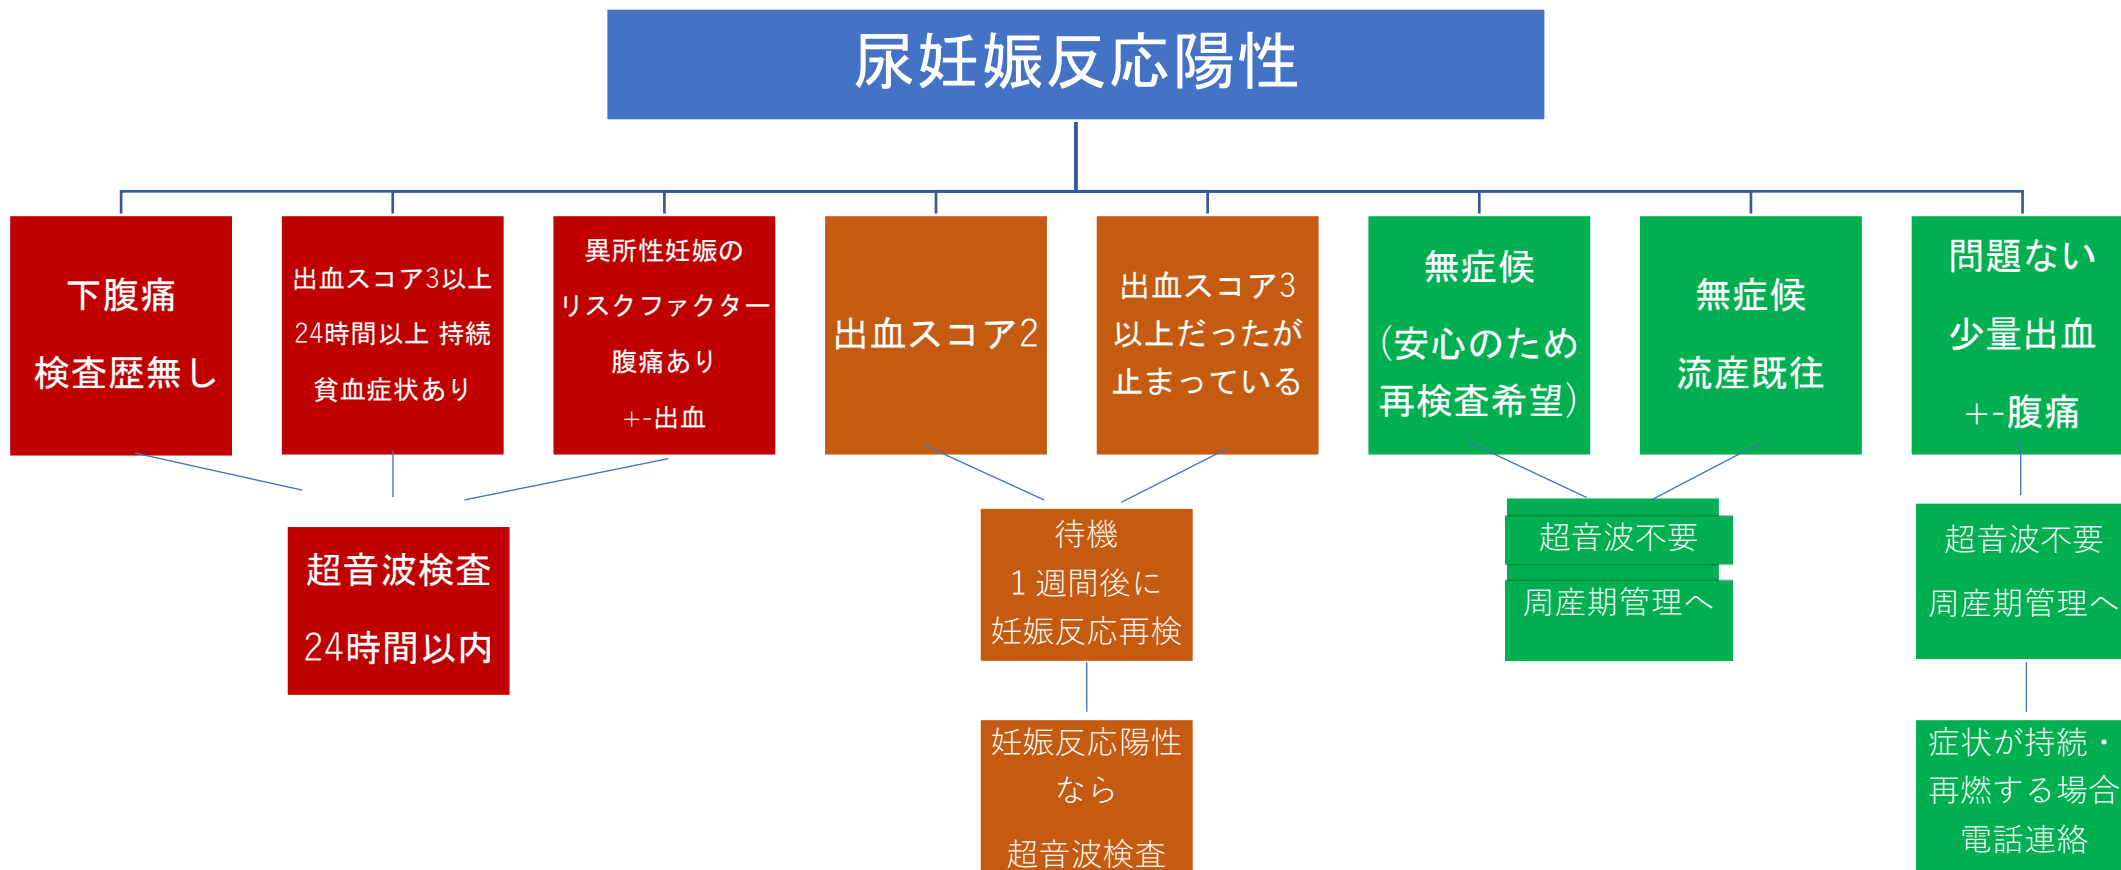 尿妊娠反応陽性
下腹痛
検査歴無し
出血スコア3以上
24時間以上 持続
貧血症状あり
異所性妊娠の
リスクファクター
腹痛あり
+-出血
出血スコア2
出血スコア3
以上だったが
止まっている
無症候
(安心のため
再検査希望)
無症候
流産既往
問題ない
少量出血
+-腹痛
超音波検査
24時間以内
待機
1週間後に
妊娠反応再検
妊娠反応陽性
なら
超音波検査
超音波不要
周産期管理へ
超音波不要
周産期管理へ
症状が持続・
再燃する場合
電話連絡